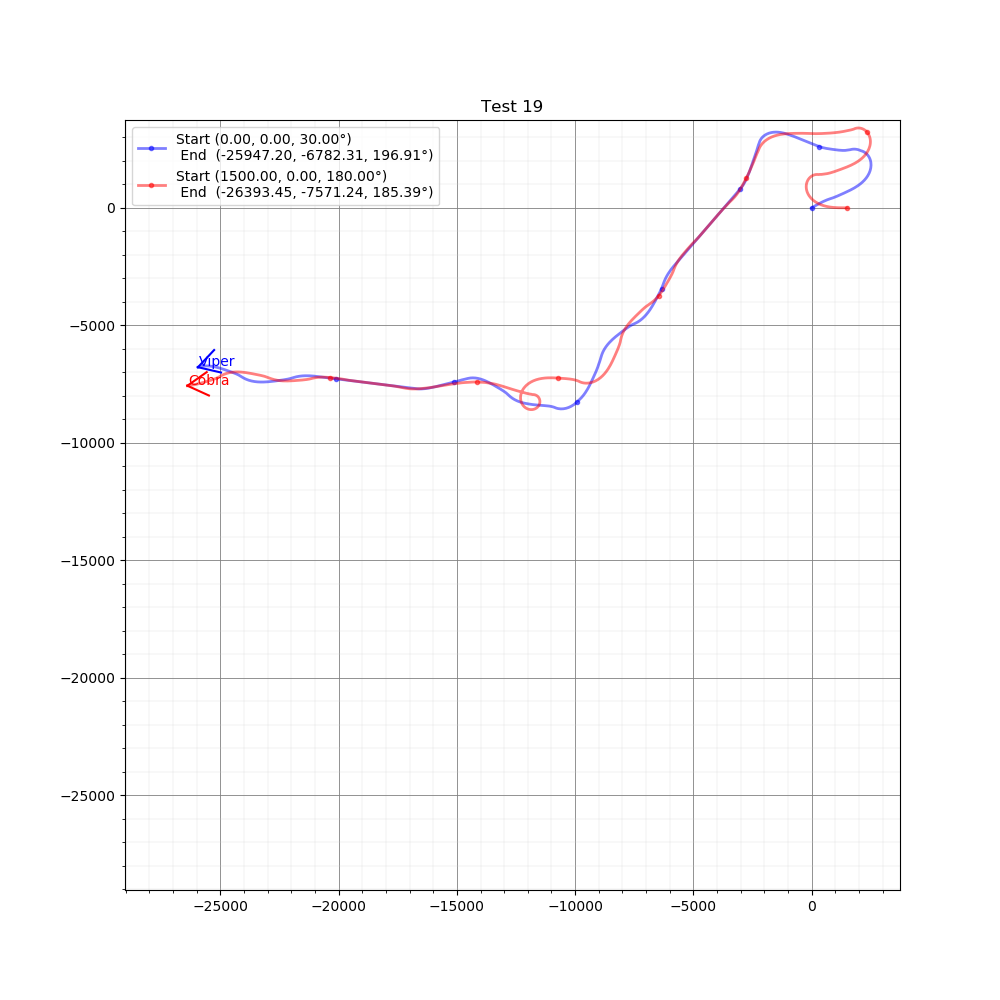 Test 19
Start (0.00, 0.00, 30.00°)
End (-25947.20, -6782.31, 196.91°)
Start (1500.00, 0.00, 180.00°)
End (-26393.45, -7571.24, 185.39°)
0
−5000
Viper
Cobra
−10000
−15000
−20000
−25000
−25000 −20000 −15000 −10000 −5000 0